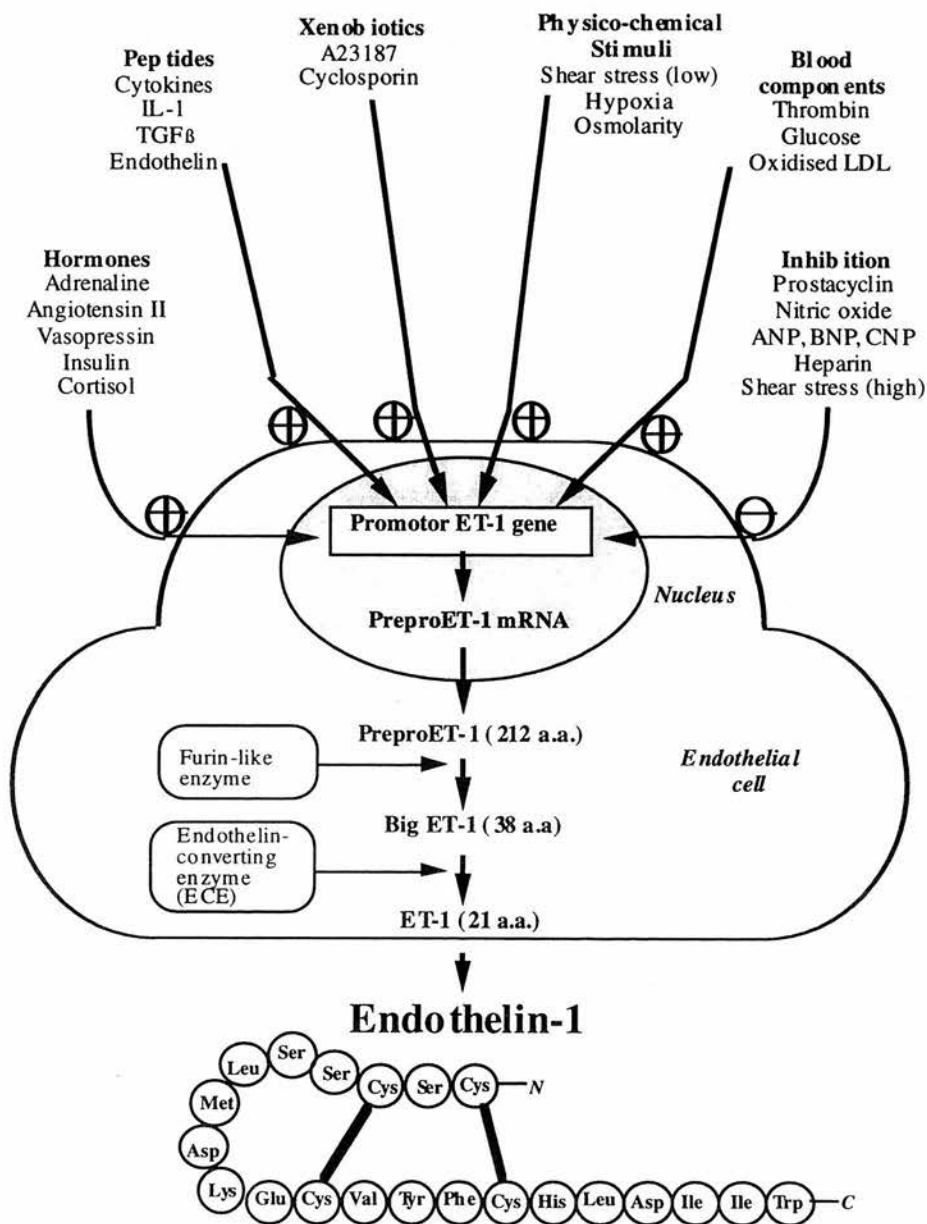 Peptides
Cytokines
IL-1
TGFß
Endothelin
Xenobiotics
A23187
Cyclosporin
Physico-chemical
Stimuli
Shear stress (low)
Hypoxia
Osmolarity
Blood
components
Thrombin
Glucose
Oxidised LDL
Hormones
Adrenaline
Angiotensin II
Vasopressin
Insulin
Cortisol
Inhibition
Prostacyclin
Nitric oxide
ANP, BNP, CNP
Heparin
Shear stress (high)
Promotor ET-1 gene
Nucleus
PreproET-1 mRNA
PreproET-1 (212 a.a.)
Furin-like
enzyme
Endothelial
cell
Big ET-1 (38 a.a)
Endothelin-
converting
enzyme
(ECE)
ET-1 (21 a.a.)
Endothelin-1
Leu Ser Ser Cys Ser Cys N
Met
Asp
Lys Glu Cys Val Tyr Phe Cys His Leu Asp Ile Ile Trp C